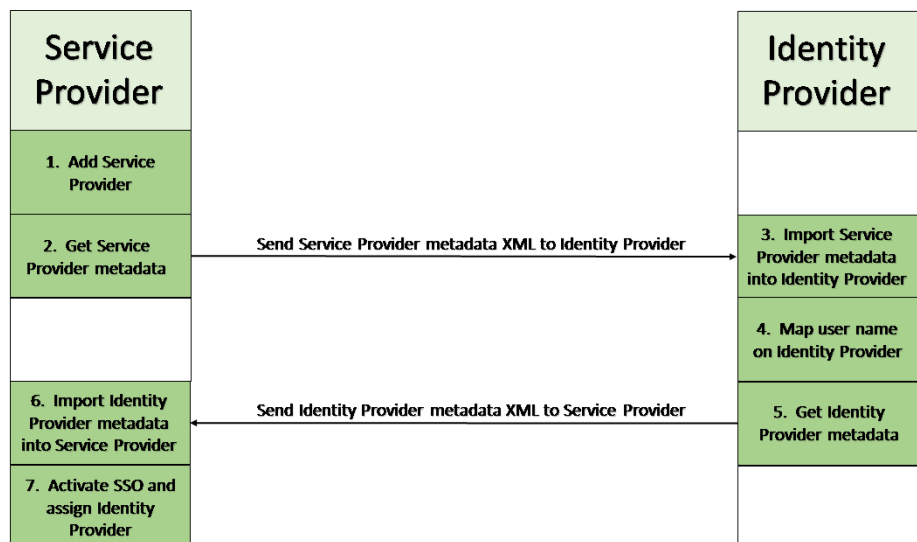 Service
Provider
Identity
Provider
1. Add Service
Provider
2. Get Service
Provider metadata
Send Service Provider metadata XML to Identity Provider
3. Import Service
Provider metadata
into Identity Provider
4. Map user name
on Identity Provider
5. Get Identity
Provider metadata
Send Identity Provider metadata XML to Service Provider
6. Import Identity
Provider metadata
into Service Provider
7. Activate SSO and
assign Identity
Provider